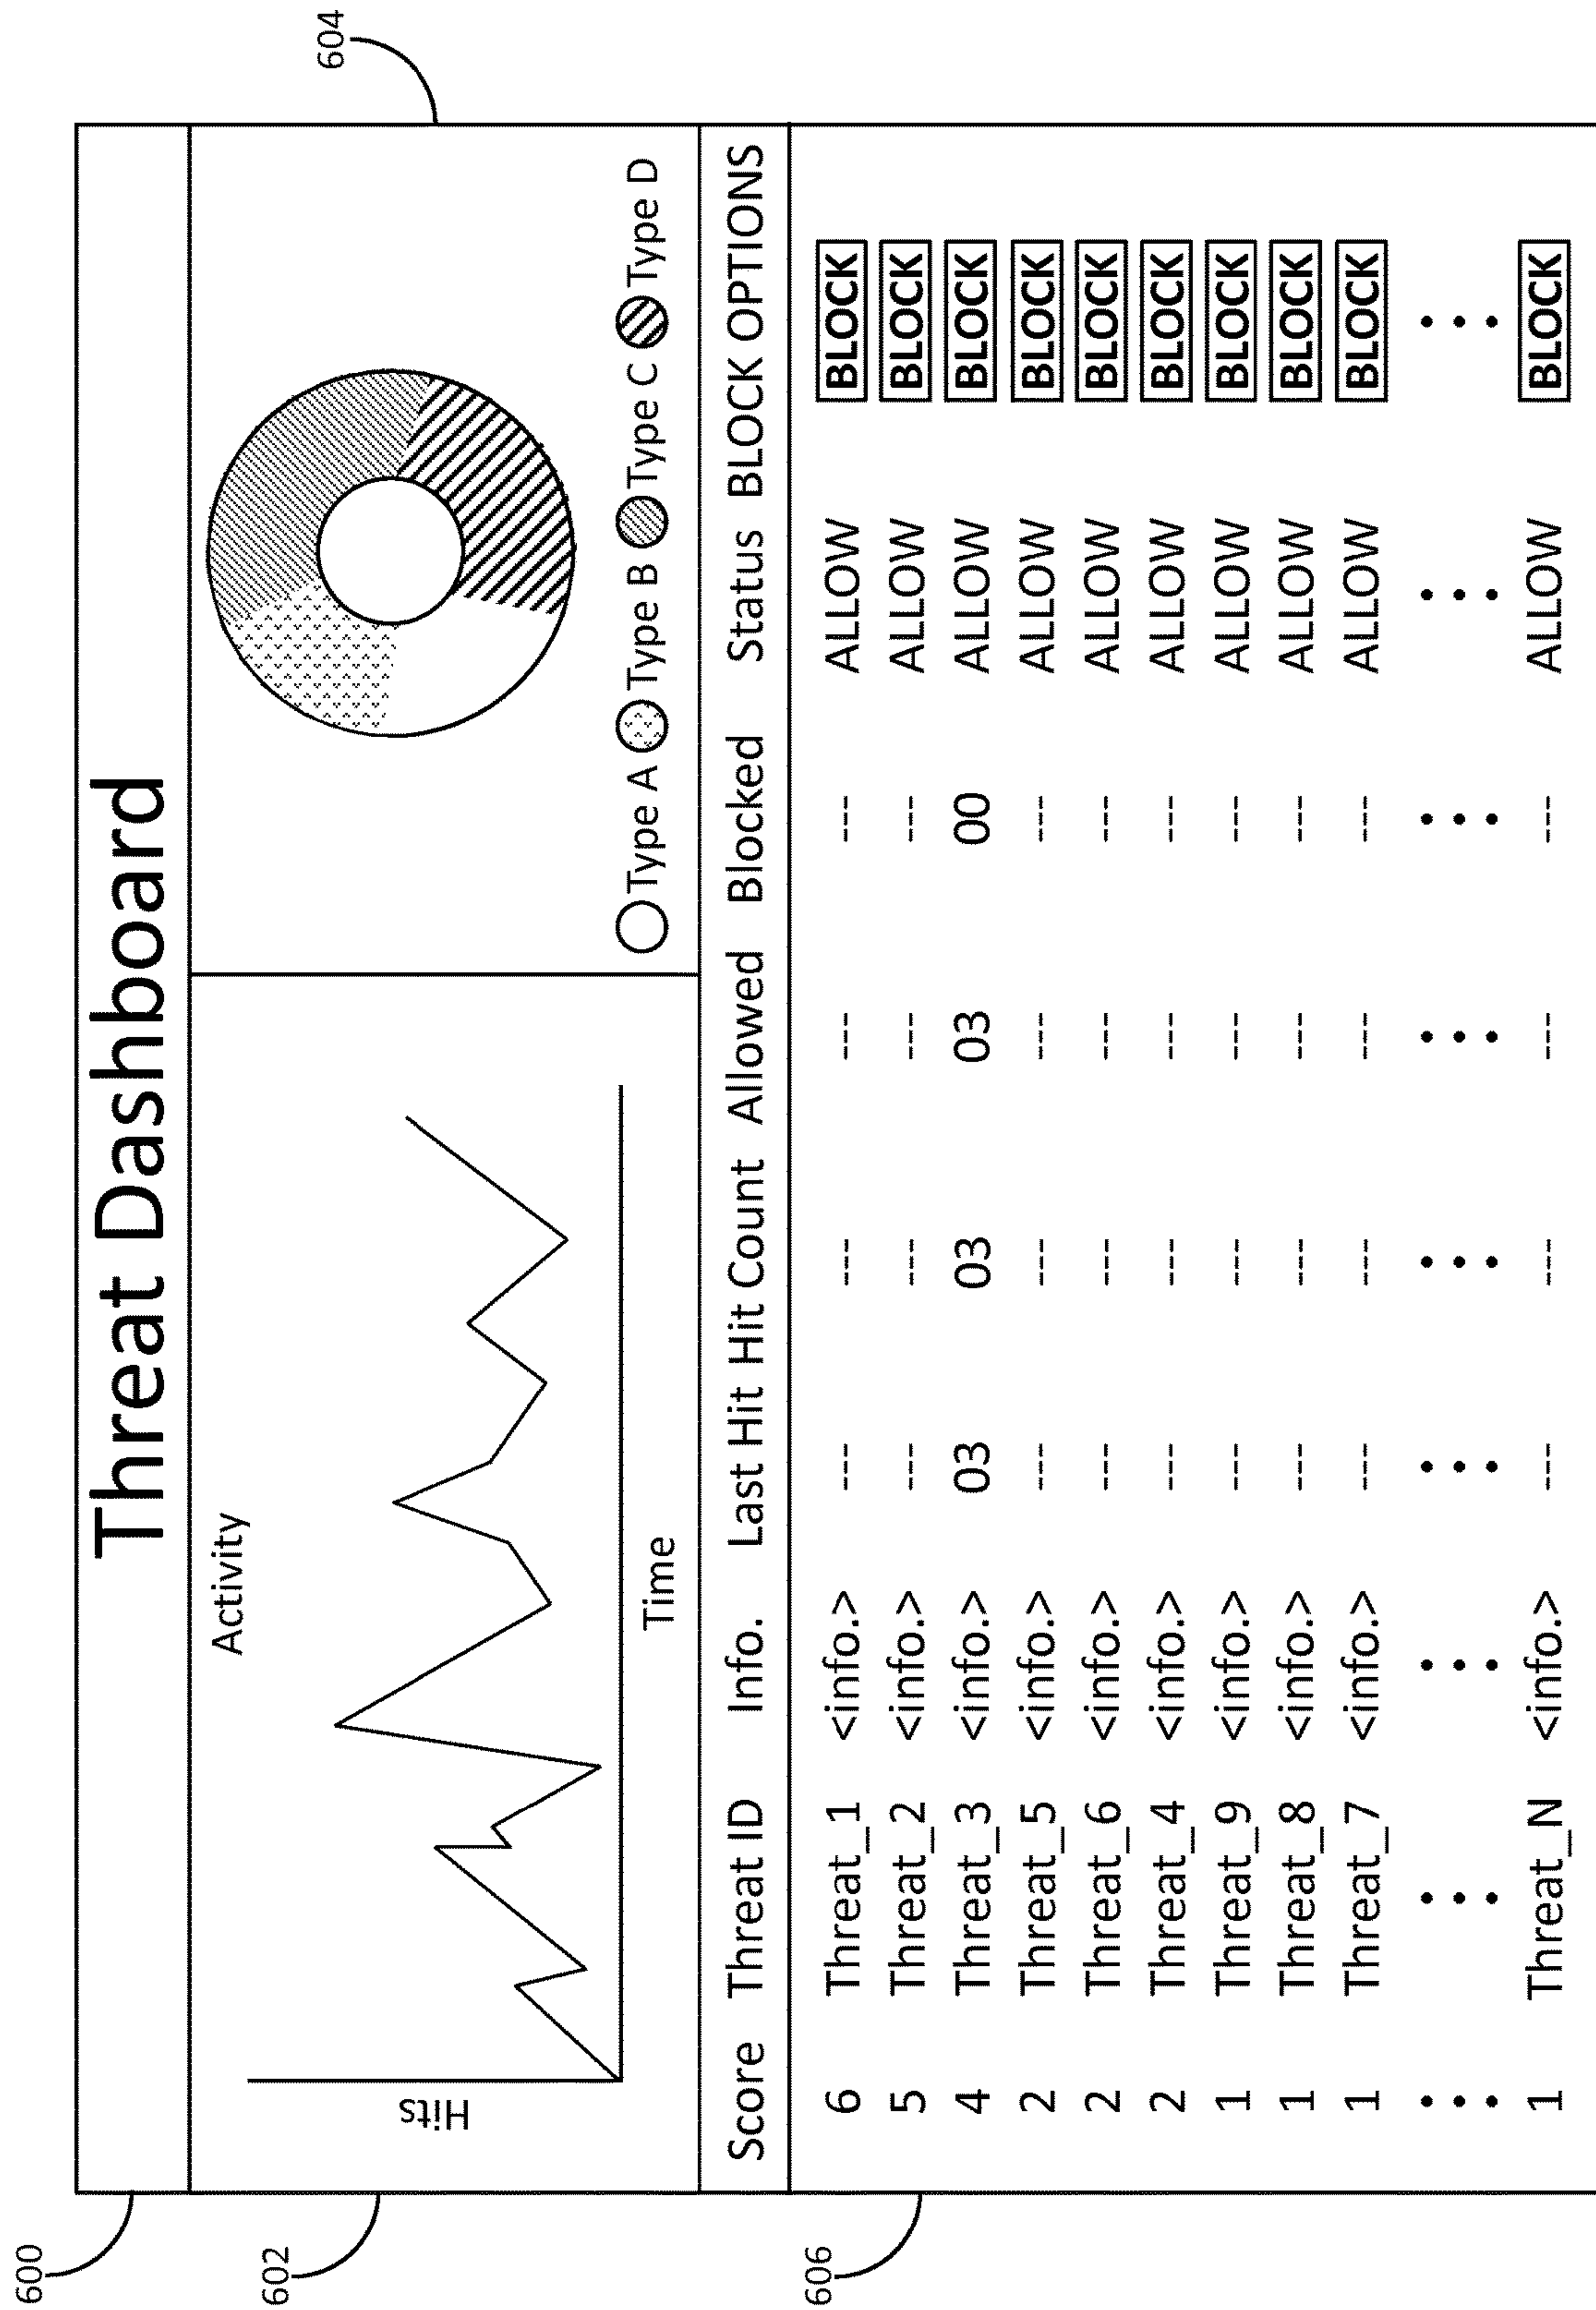 600
Threat Dashboard
602
Activity
Hits
Time
604
Type A Type B Type C Type D
606
Score Threat ID Info. Last Hit Hit Count Allowed Blocked Status BLOCK OPTIONS
6 Threat_1 <info.> --- --- --- --- ALLOW BLOCK
5 Threat_2 <info.> --- --- --- --- ALLOW BLOCK
4 Threat_3 <info.> 03 03 03 00 ALLOW BLOCK
2 Threat_5 <info.> --- --- --- --- ALLOW BLOCK
2 Threat_6 <info.> --- --- --- --- ALLOW BLOCK
2 Threat_4 <info.> --- --- --- --- ALLOW BLOCK
1 Threat_9 <info.> --- --- --- --- ALLOW BLOCK
1 Threat_8 <info.> --- --- --- --- ALLOW BLOCK
1 Threat_7 <info.> --- --- --- --- ALLOW BLOCK
1 Threat_N <info.> --- --- --- --- ALLOW BLOCK